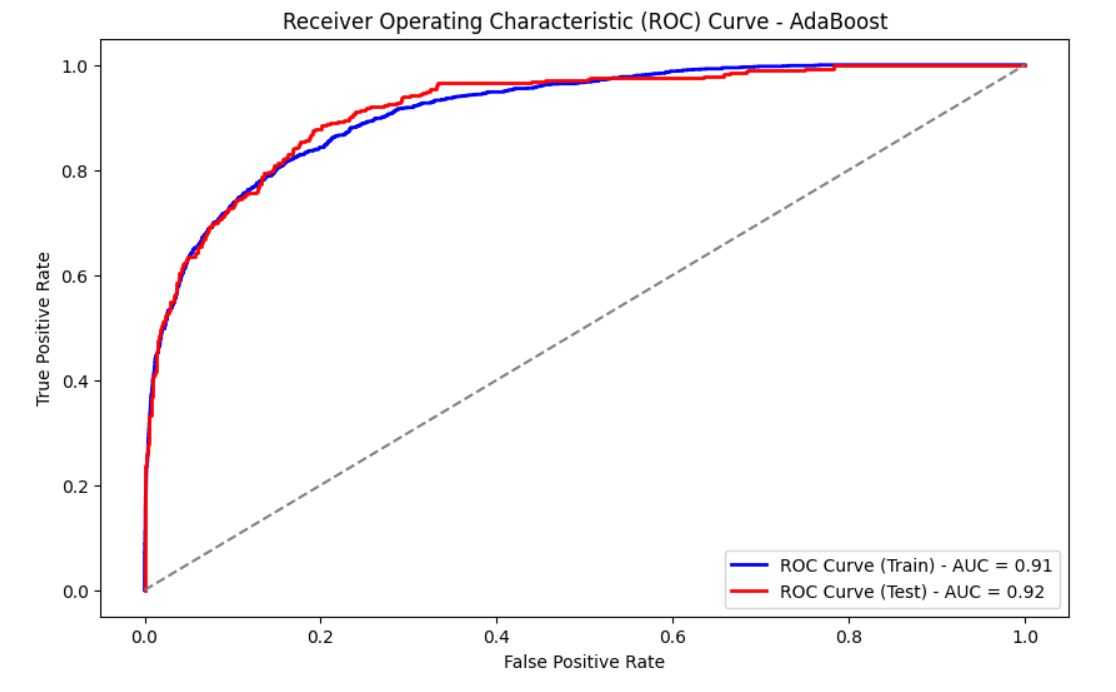 Receiver Operating Characteristic (ROC) Curve - AdaBoost
True Positive Rate
1.0
0.8
0.6
0.4
0.2
0.0
ROC Curve (Train) - AUC = 0.91
ROC Curve (Test) - AUC = 0.92
0.0 0.2 0.4 0.6 0.8 1.0
False Positive Rate